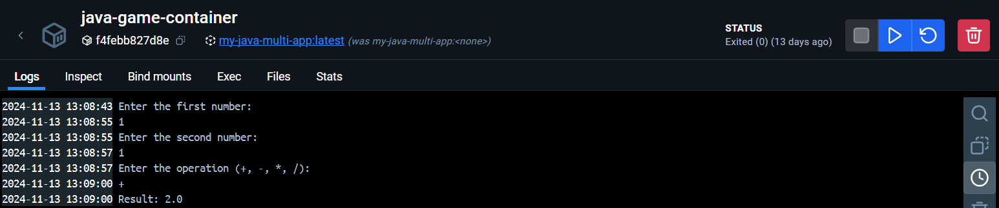 java-game-container
f4febb827d8e my-java-multi-app:latest (was my-java-multi-app:<none>)
STATUS
Exited (0) (13 days ago)
Logs Inspect Bind mounts Exec Files Stats
2024-11-13 13:08:43 Enter the first number:
2024-11-13 13:08:55 1
2024-11-13 13:08:55 Enter the second number:
2024-11-13 13:08:57 1
2024-11-13 13:08:57 Enter the operation (+, -, *, /):
2024-11-13 13:09:00 +
2024-11-13 13:09:00 Result: 2.0